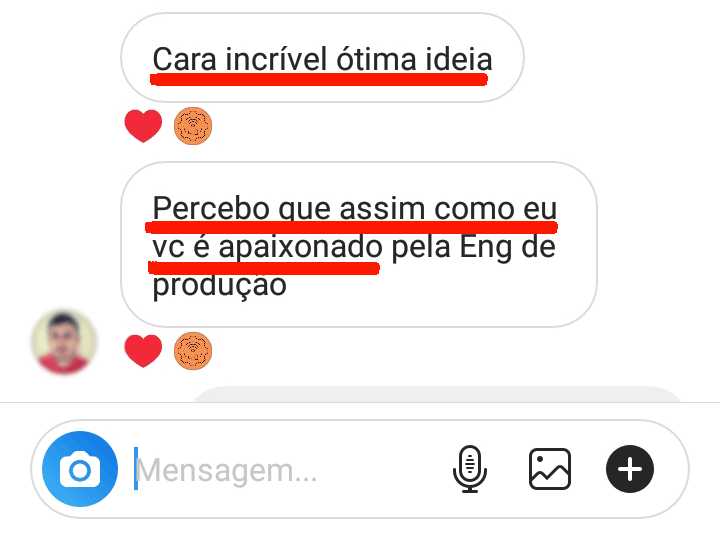 Cara incrível ótima ideia
Percebo que assim como eu
vc é apaixonado pela Eng de
produção
Mensagem...